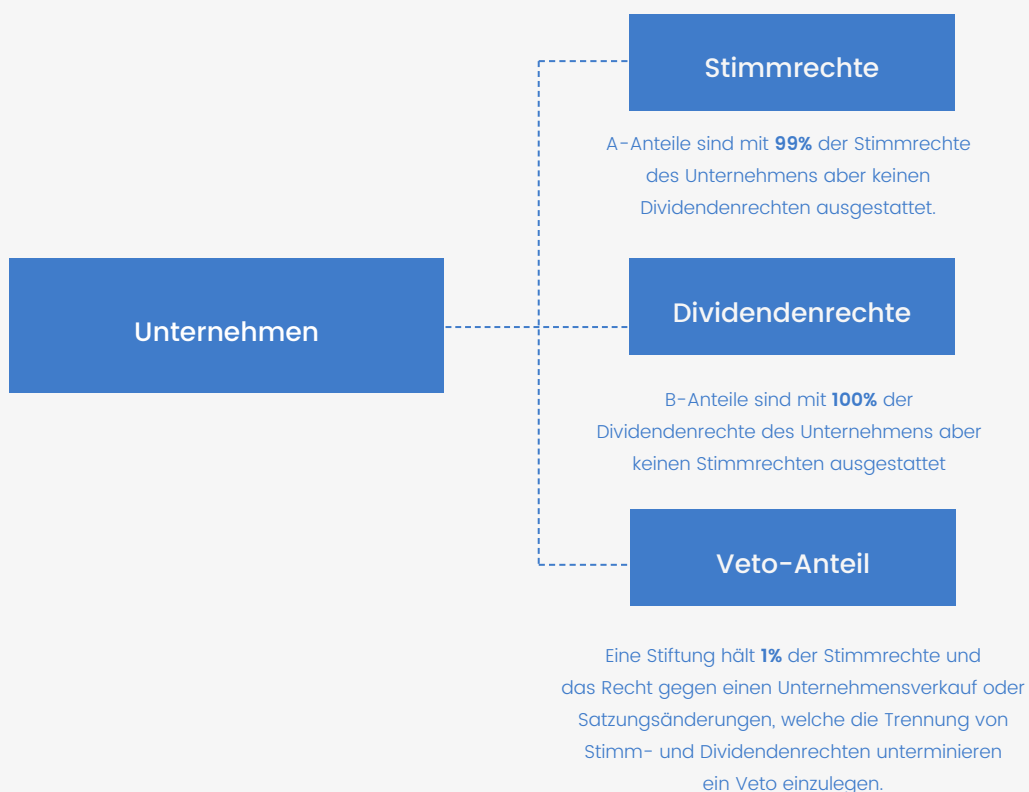 Stimmrechte
A-Anteile sind mit 99% der Stimmrechte
des Unternehmens aber keinen
Dividendenrechten ausgestattet.
Unternehmen
Dividendenrechte
B-Anteile sind mit 100% der
Dividendenrechte des Unternehmens aber
keinen Stimmrechten ausgestattet
Veto-Anteil
Eine Stiftung hält 1% der Stimmrechte und
das Recht gegen einen Unternehmensverkauf oder
Satzungsänderungen, welche die Trennung von
Stimm- und Dividendenrechten unterminieren
ein Veto einzulegen.